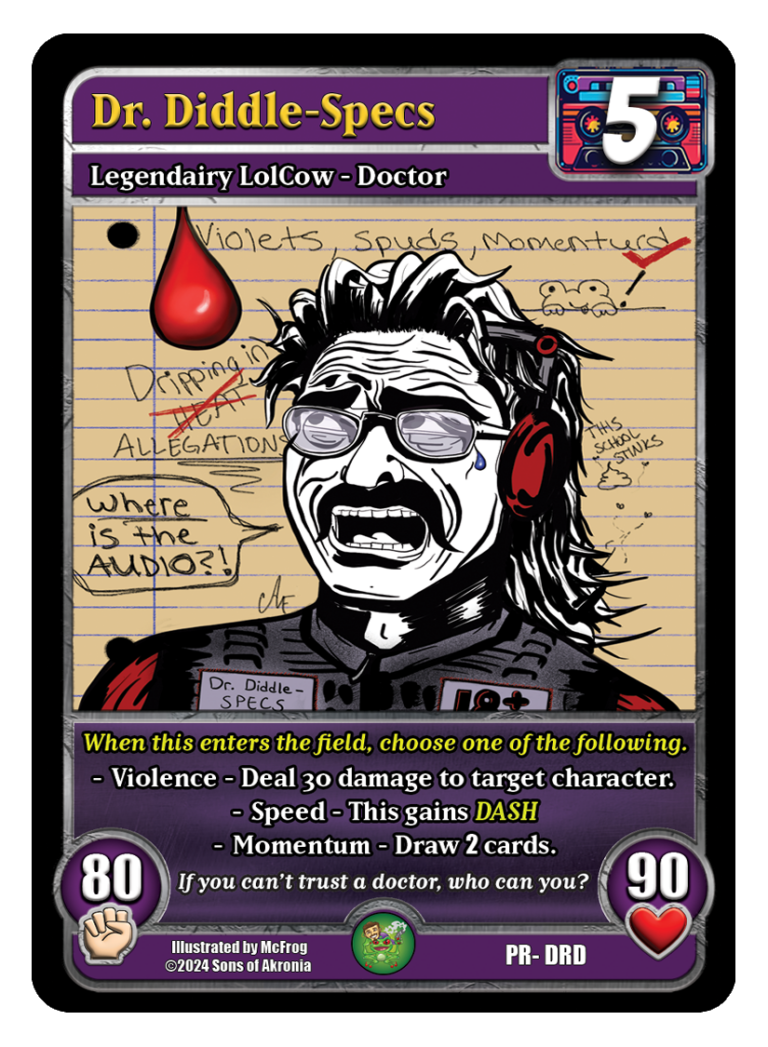 Dr. Diddle-Specs
5
Legendairy LolCow - Doctor
Violets, Spuds, Momenturd
!
Dripping in
HEAT
ALLEGATIONS
THIS
SCHOOL
STINKS
Where
is the
AUDIO?!
Dr. Diddle-
SPECS
18+
When this enters the field, choose one of the following.
- Violence - Deal 30 damage to target character.
- Speed - This gains DASH
- Momentum - Draw 2 cards.
If you can't trust a doctor, who can you?
80
90
Illustrated by McFrog
©2024 Sons of Akronia
PR- DRD